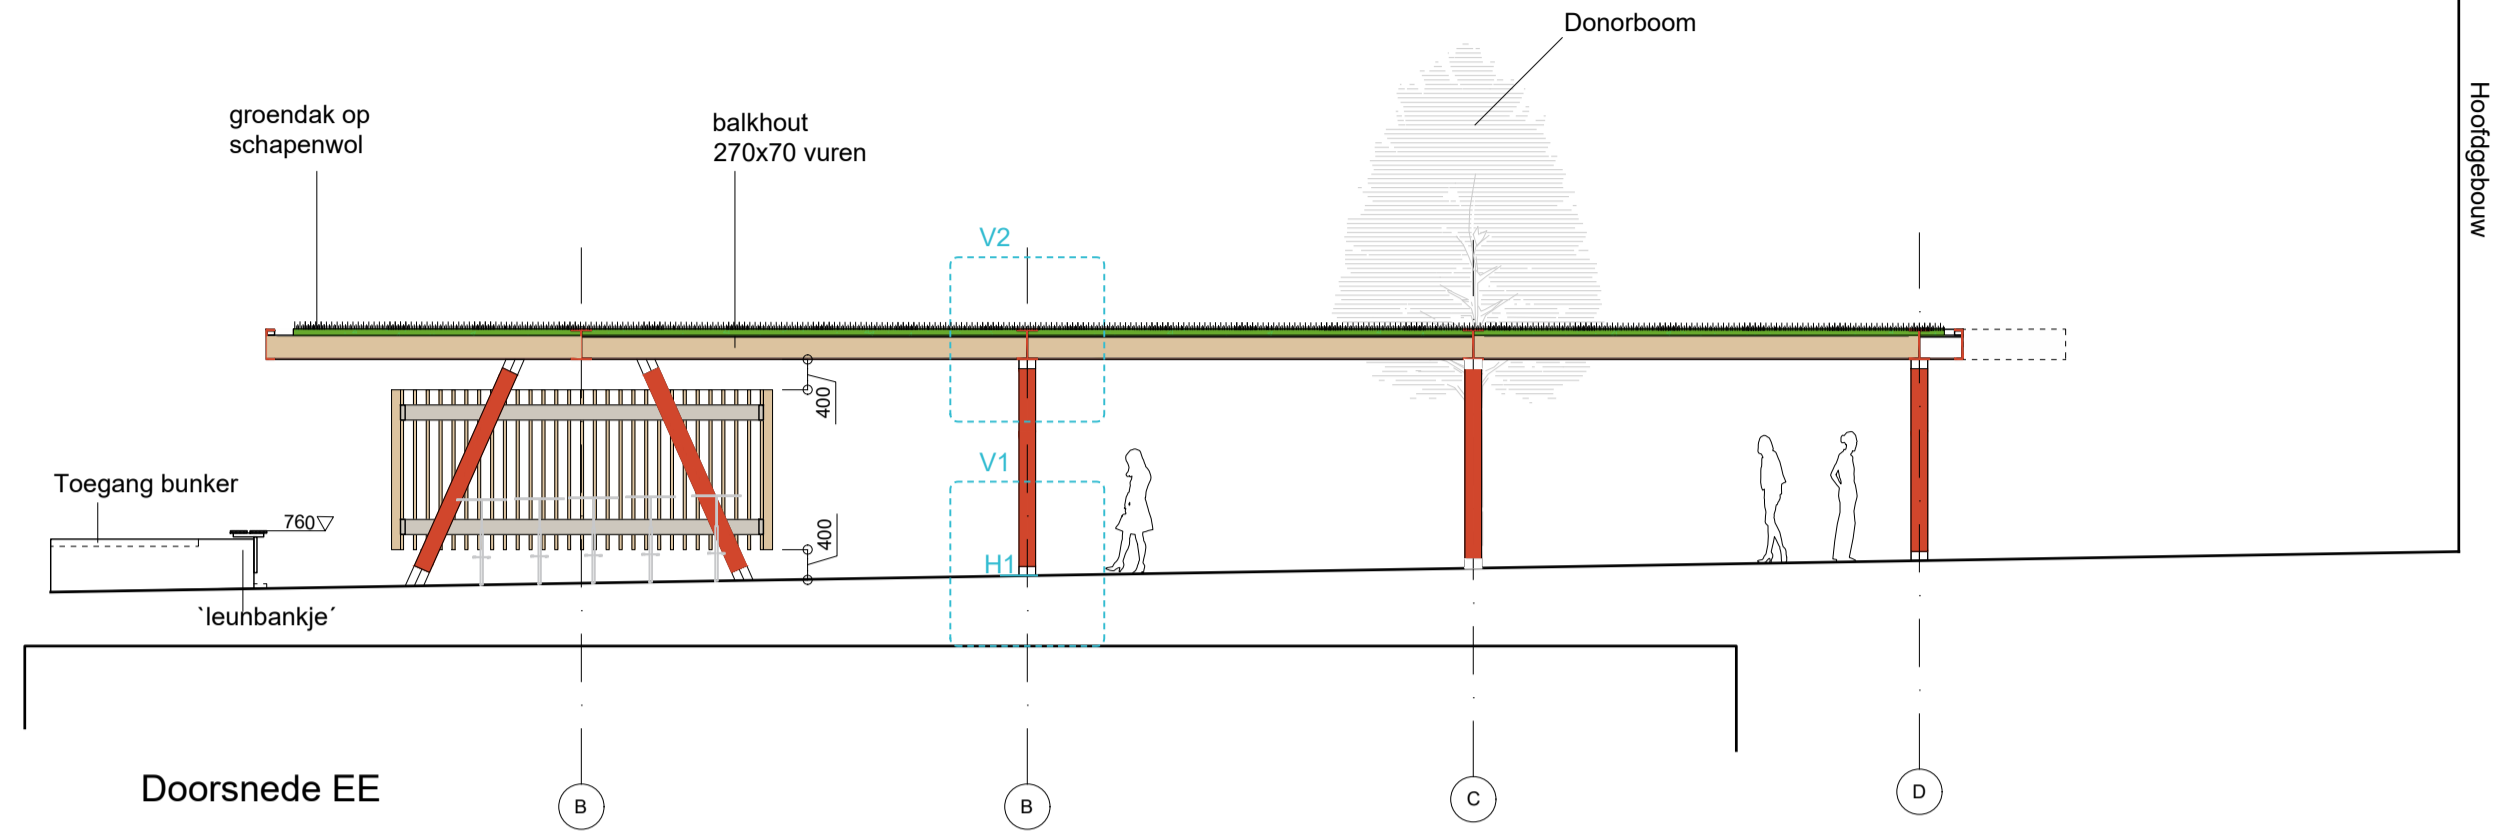 Donorboom
Hoofdgebouw
groendak op
schapenwol
balkhout
270x70 vuren
V2
400
V1
Toegang bunker
760
400
H1
`leunbankje´
Doorsnede EE
B
B
C
D